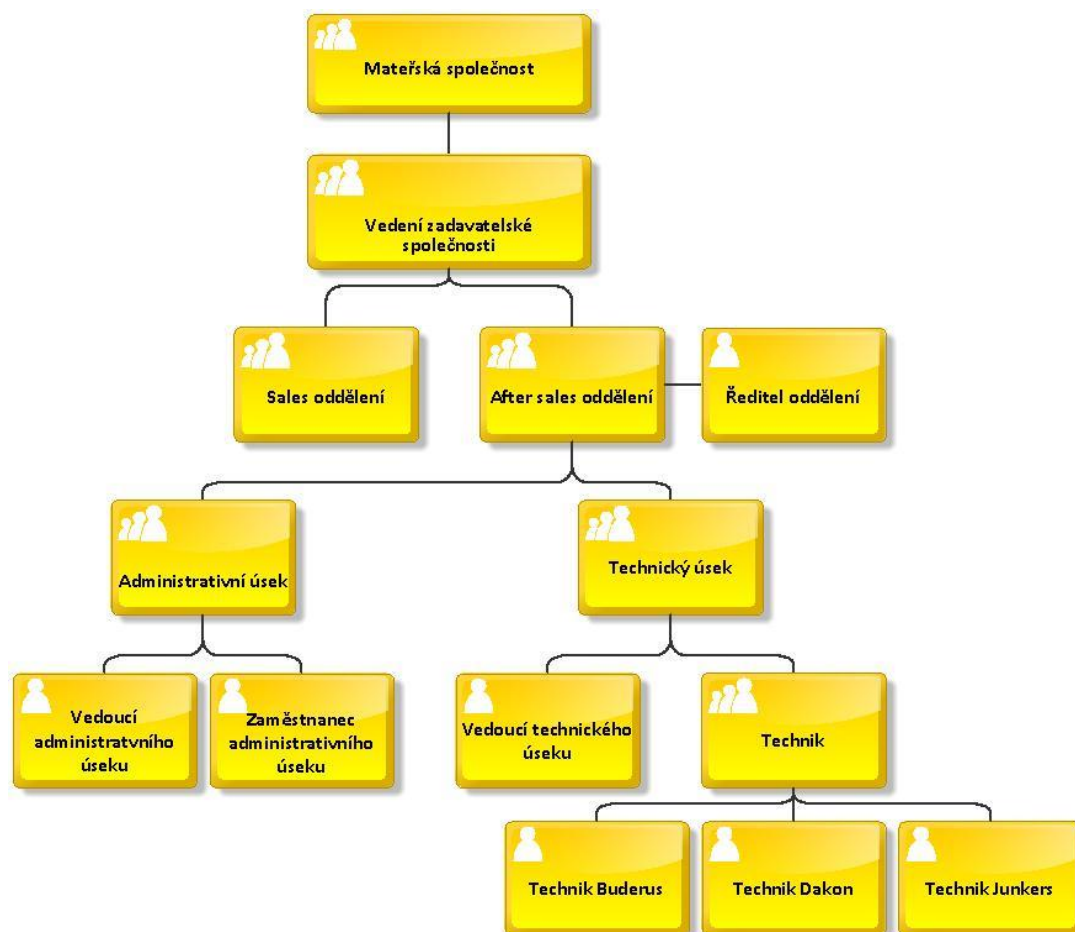 Mateřská společnost
Vedení zadavatelské
společnosti
Sales oddělení
After sales oddělení
Ředitel oddělení
Administrativní úsek
Technický úsek
Vedoucí
administratvního
úseku
Zaměstnanec
administrativního
úseku
Vedoucí technického
úseku
Technik
Technik Buderus
Technik Dakon
Technik Junkers